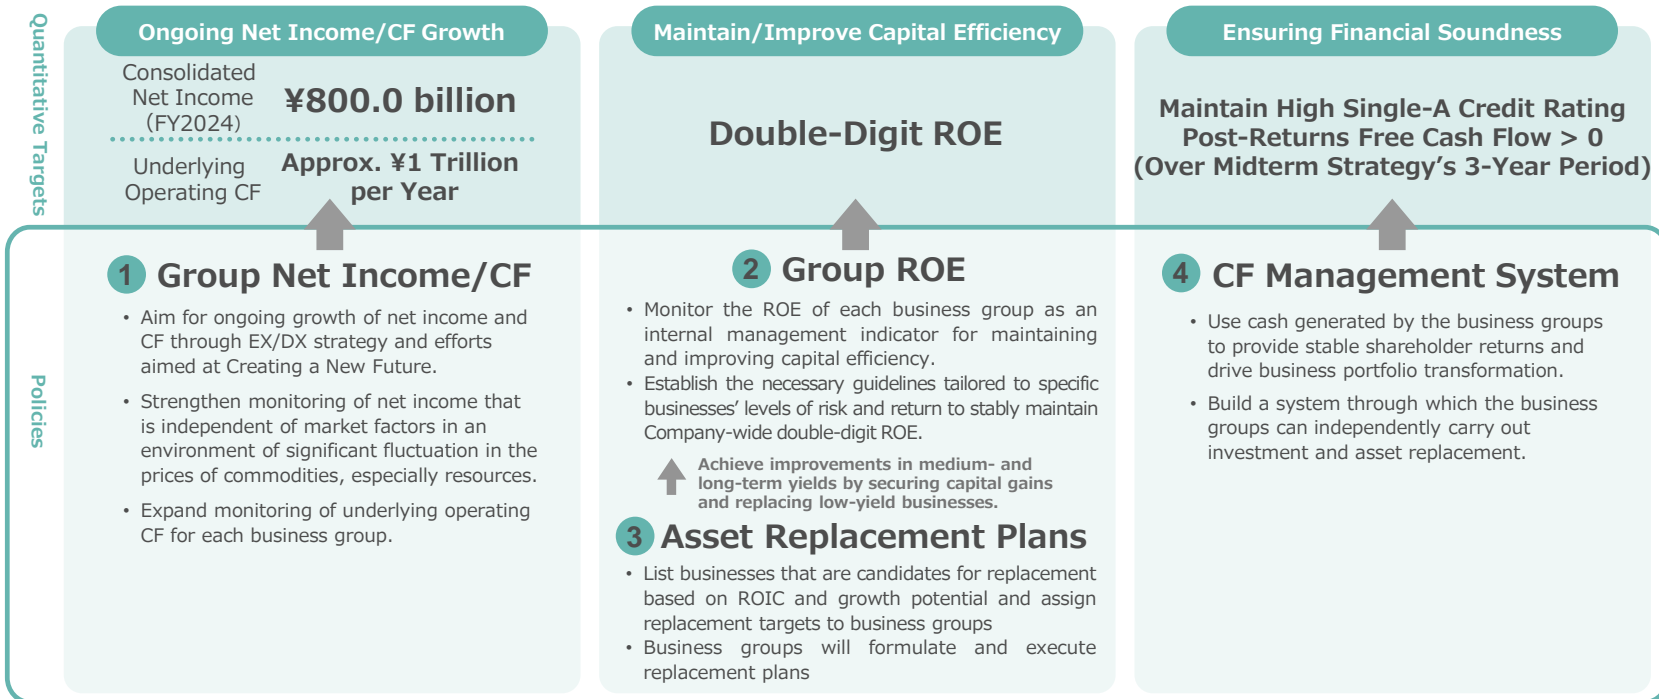 Quantitative Targets
Ongoing Net Income/CF Growth
Consolidated
Net Income
(FY2024)
¥800.0 billion
Underlying
Operating CF
Approx. ¥1 Trillion
per Year
Maintain/Improve Capital Efficiency
Double-Digit ROE
Ensuring Financial Soundness
Maintain High Single-A Credit Rating
Post-Returns Free Cash Flow > 0
(Over Midterm Strategy’s 3-Year Period)
Policies
1 Group Net Income/CF
• Aim for ongoing growth of net income and
CF through EX/DX strategy and efforts
aimed at Creating a New Future.
• Strengthen monitoring of net income that
is independent of market factors in an
environment of significant fluctuation in the
prices of commodities, especially resources.
• Expand monitoring of underlying operating
CF for each business group.
2 Group ROE
• Monitor the ROE of each business group as an
internal management indicator for maintaining
and improving capital efficiency.
• Establish the necessary guidelines tailored to specific
businesses’ levels of risk and return to stably maintain
Company-wide double-digit ROE.
Achieve improvements in medium- and
long-term yields by securing capital gains
and replacing low-yield businesses.
3 Asset Replacement Plans
• List businesses that are candidates for replacement
based on ROIC and growth potential and assign
replacement targets to business groups
• Business groups will formulate and execute
replacement plans
4 CF Management System
• Use cash generated by the business groups
to provide stable shareholder returns and
drive business portfolio transformation.
• Build a system through which the business
groups can independently carry out
investment and asset replacement.